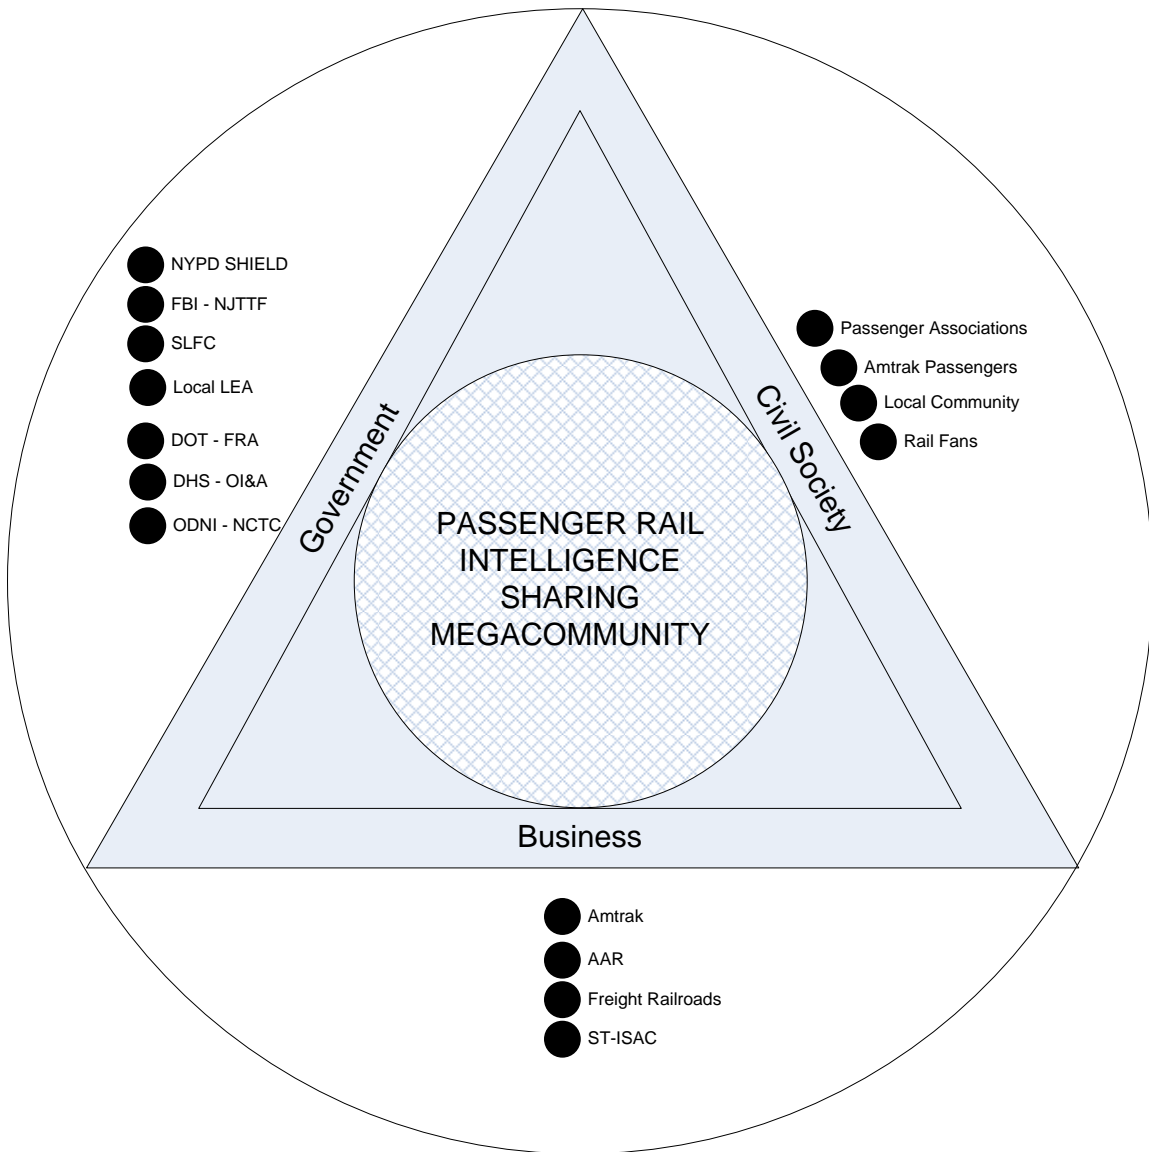 NYPD SHIELD
FBI - NJTTF
SLFC
Local LEA
DOT - FRA
DHS - OI&A
ODNI - NCTC
Government
Passenger Associations
Amtrak Passengers
Local Community
Rail Fans
Civil Society
PASSENGER RAIL
INTELLIGENCE
SHARING
MEGACOMMUNITY
Business
Amtrak
AAR
Freight Railroads
ST-ISAC